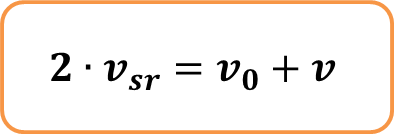 2 · v_sr = v_0 + v